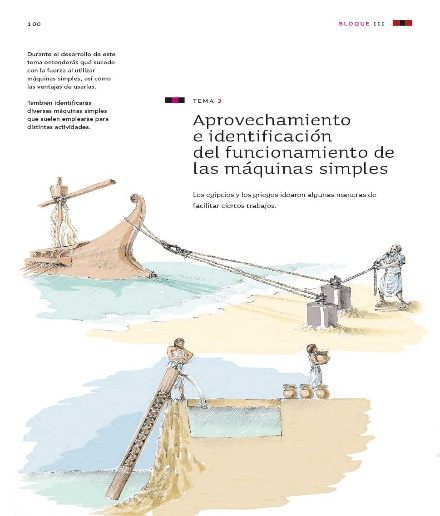 100
BLOQUE III
Durante el desarrollo de este
tema entenderás qué sucede
con la fuerza al utilizar
máquinas simples, así como
las ventajas de usarlas.
También identificarás
diversas máquinas simples
que suelen emplearse para
distintas actividades.
TEMA 3
Aprovechamiento
e identificación
del funcionamiento de
las máquinas simples
Los egipcios y los griegos idearon algunas maneras de
facilitar ciertos trabajos.